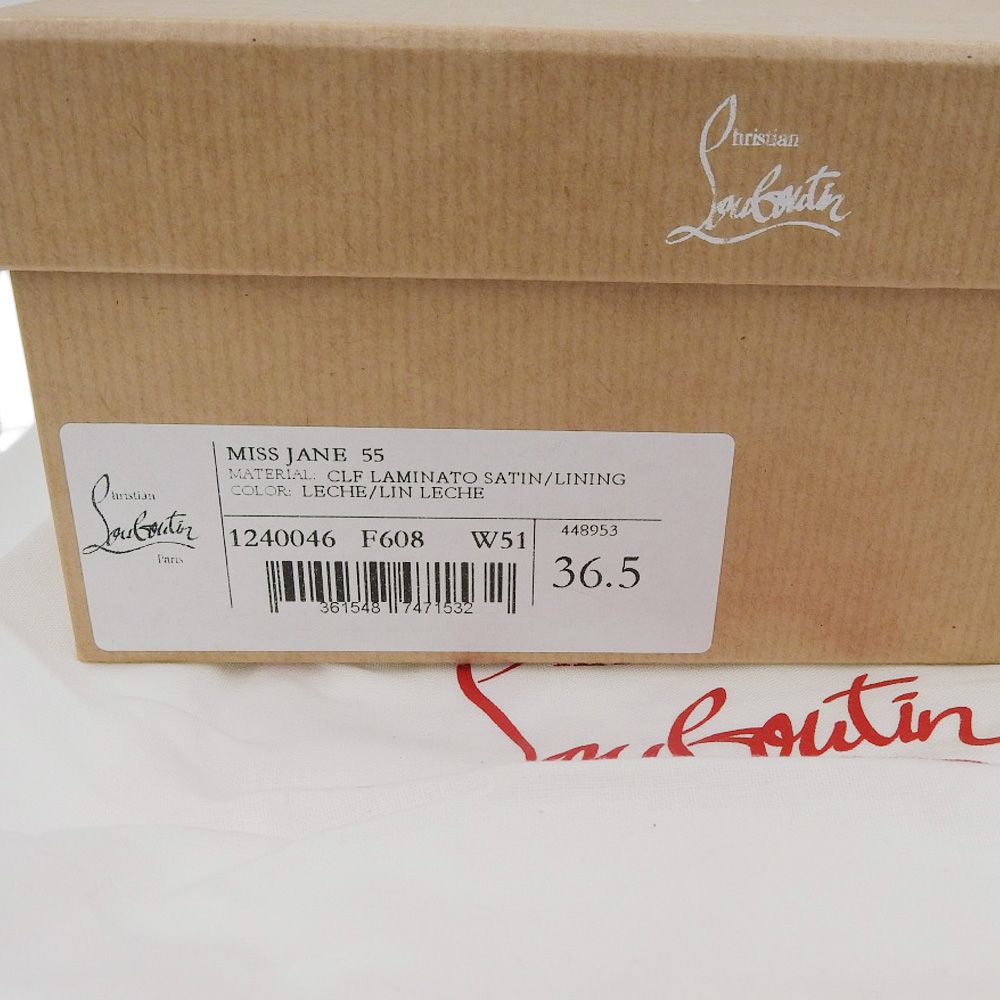 Christian
Louboutin
Christian
Louboutin
Paris
MISS JANE 55
MATERIAL: CLF LAMINATO SATIN/LINING
COLOR: LECHE/LIN LECHE
1240046 F608 W51
448953
36.5
361548 7471532
Louboutin